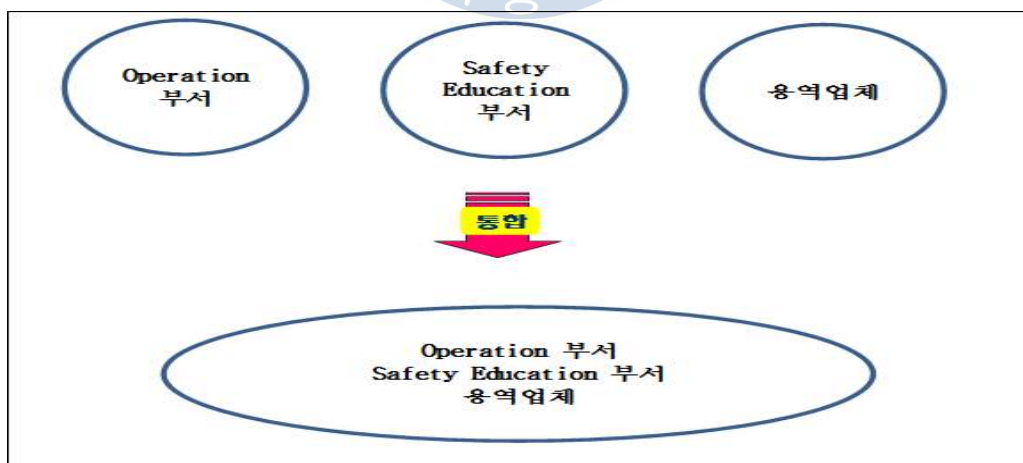 Operation
부서
Safety
Education
부서
용역업체
통합
Operation 부서
Safety Education 부서
용역업체